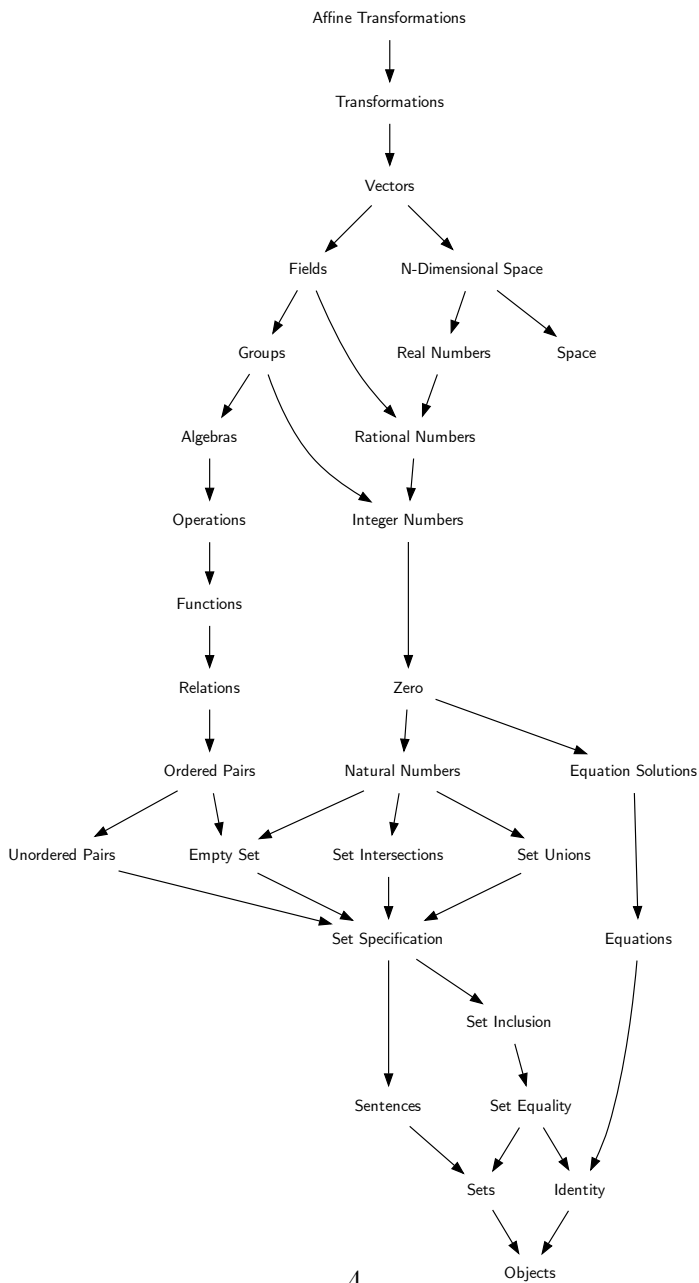 Affine Transformations
Transformations
Vectors
Fields
N-Dimensional Space
Groups
Real Numbers
Space
Algebras
Rational Numbers
Operations
Integer Numbers
Functions
Relations
Zero
Ordered Pairs
Natural Numbers
Equation Solutions
Unordered Pairs
Empty Set
Set Intersections
Set Unions
Set Specification
Equations
Set Inclusion
Sentences
Set Equality
Sets
Identity
Objects
4